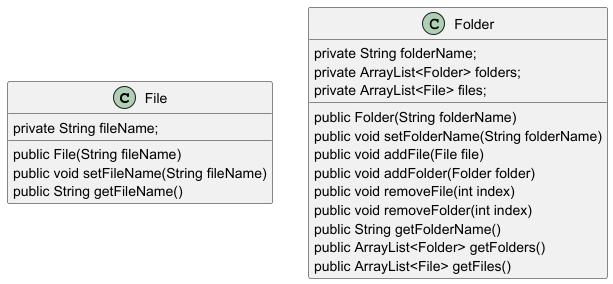 C File
private String fileName;
public File(String fileName)
public void setFileName(String fileName)
public String getFileName()
C Folder
private String folderName;
private ArrayList<Folder> folders;
private ArrayList<File> files;
public Folder(String folderName)
public void setFolderName(String folderName)
public void addFile(File file)
public void addFolder(Folder folder)
public void removeFile(int index)
public void removeFolder(int index)
public String getFolderName()
public ArrayList<Folder> getFolders()
public ArrayList<File> getFiles()